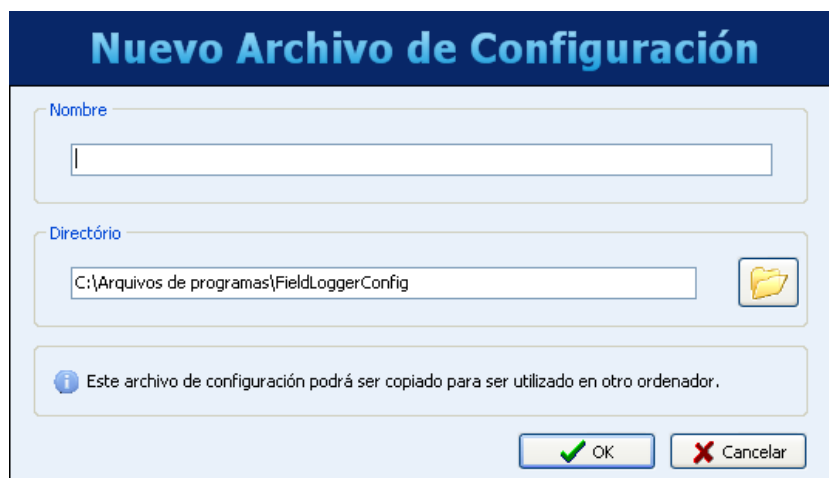 Nuevo Archivo de Configuración
Nombre
Directório
C:\Arquivos de programas\FieldLoggerConfig
Este archivo de configuración podrá ser copiado para ser utilizado en otro ordenador.
OK
Cancelar